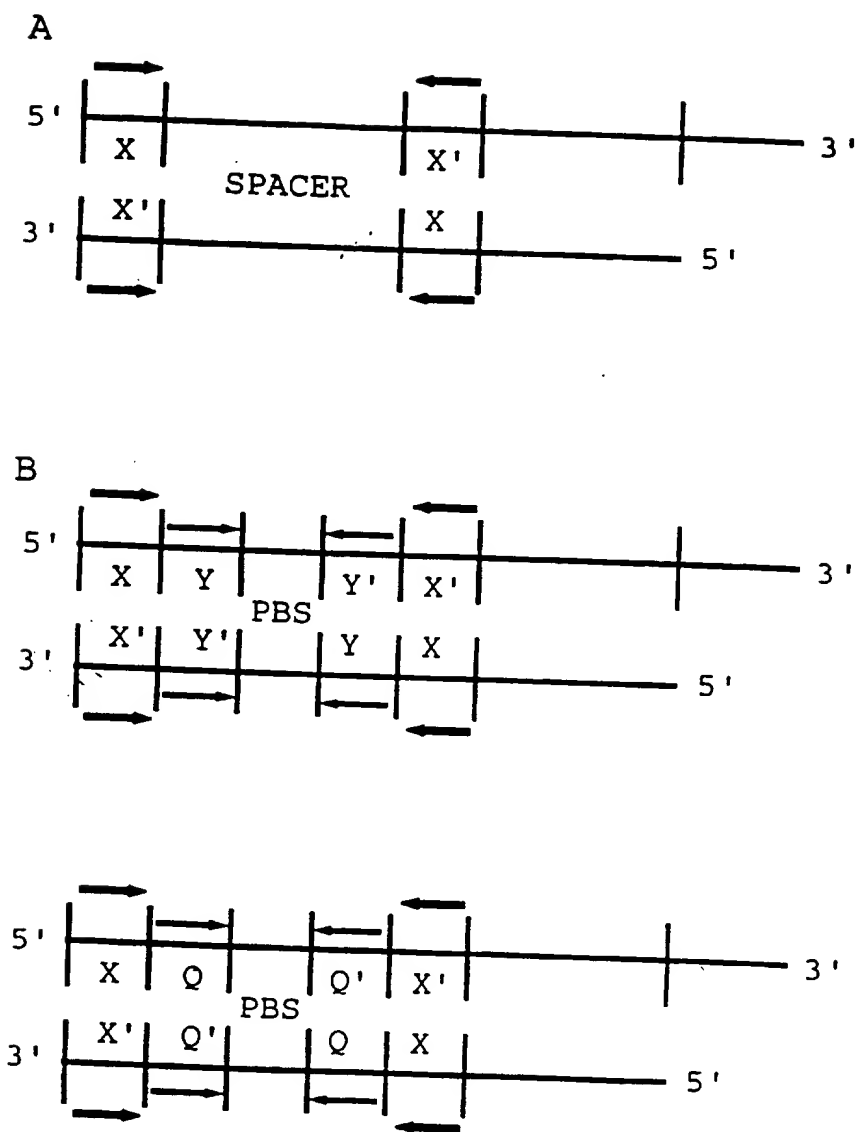 A
5' 3'
X X'
SPACER
X' X
3' 5'
B
5' 3'
X Y Y' X'
PBS
X' Y' Y X
3' 5'
5' 3'
X Q Q' X'
PBS
X' Q' Q X
3' 5'